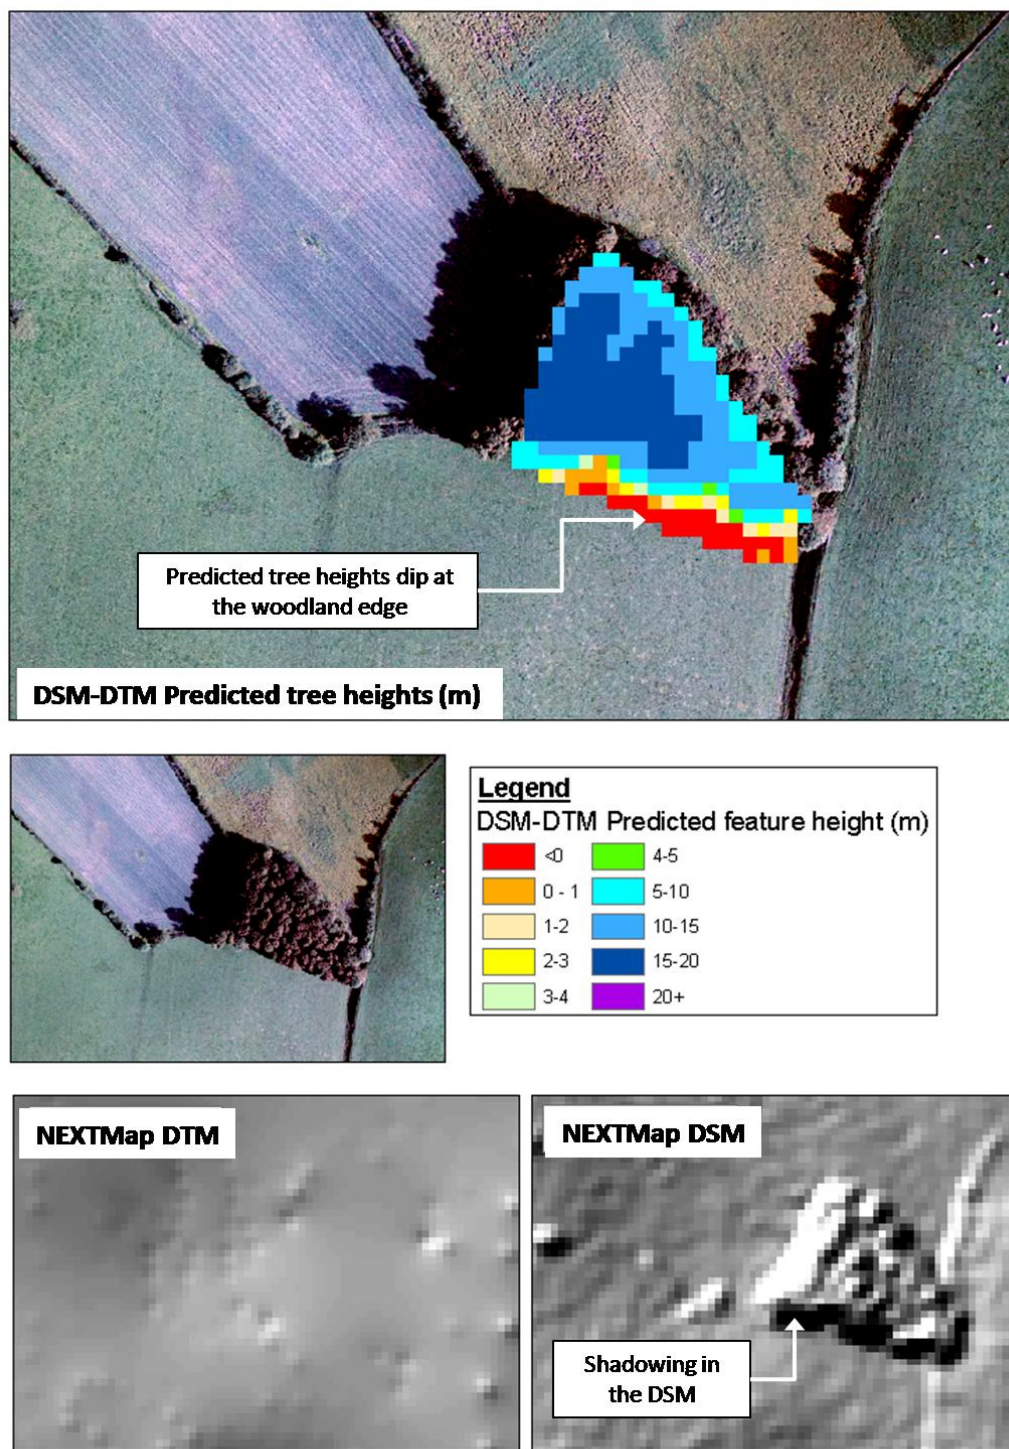 Predicted tree heights dip at
the woodland edge
DSM-DTM Predicted tree heights (m)
Legend
DSM-DTM Predicted feature height (m)
<0
4-5
0 - 1
5-10
1-2
10-15
2-3
15-20
3-4
20+
NEXTMap DTM
NEXTMap DSM
Shadowing in
the DSM